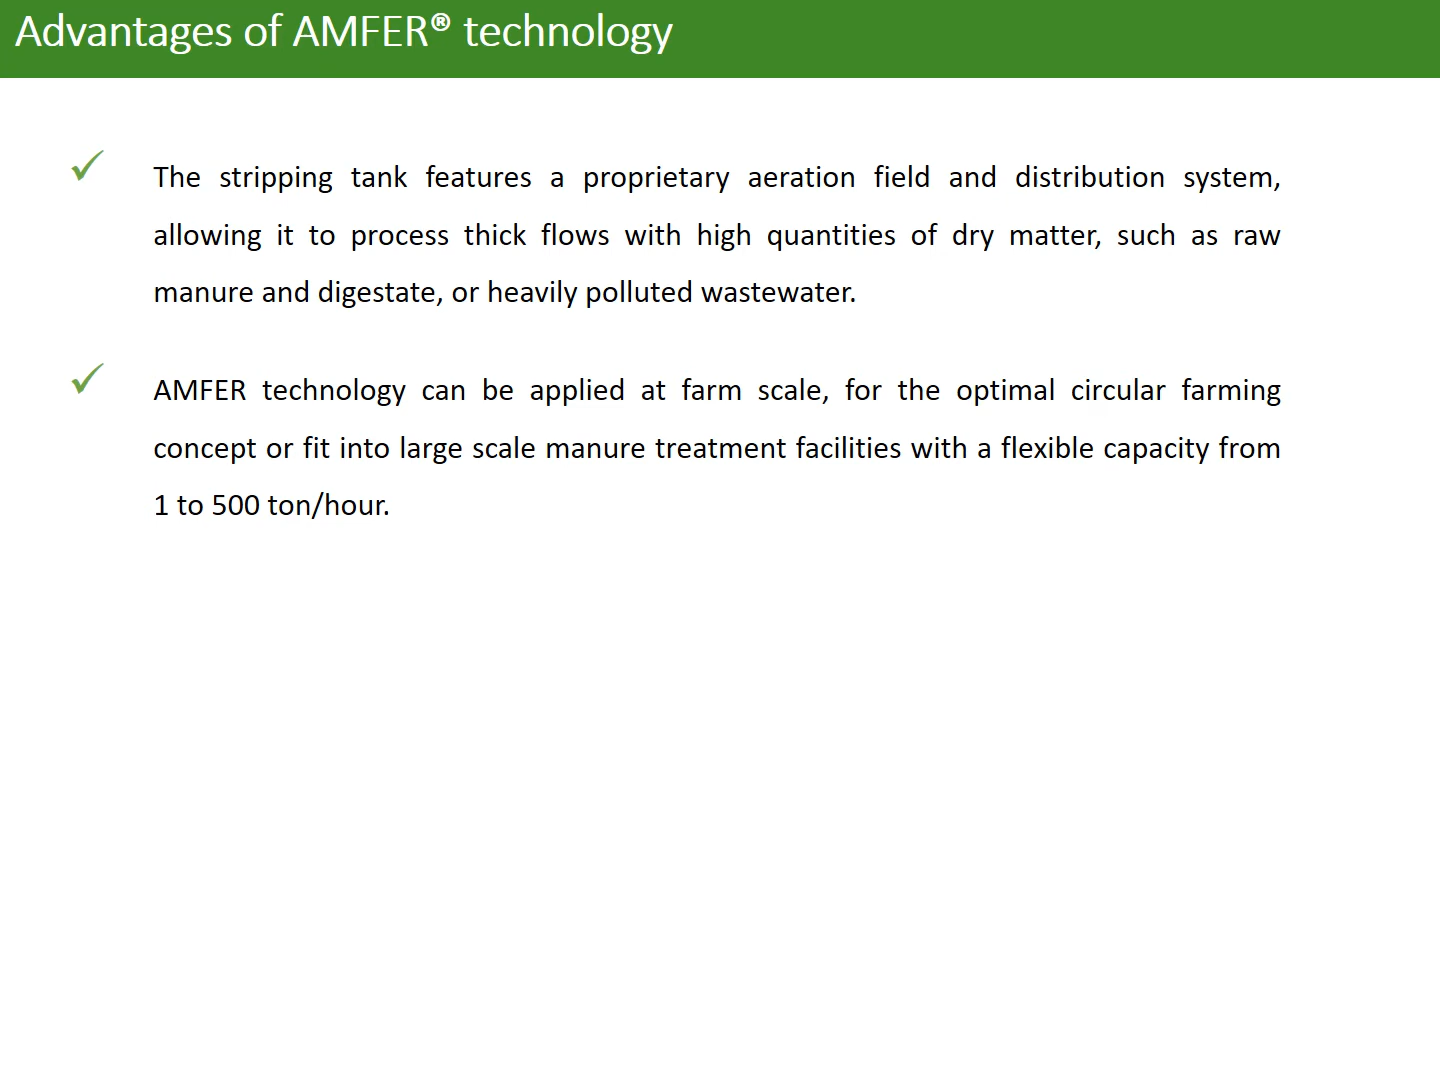 Advantages of AMFER® technology
✓ The stripping tank features a proprietary aeration field and distribution system,
allowing it to process thick flows with high quantities of dry matter, such as raw
manure and digestate, or heavily polluted wastewater.
✓ AMFER technology can be applied at farm scale, for the optimal circular farming
concept or fit into large scale manure treatment facilities with a flexible capacity from
1 to 500 ton/hour.